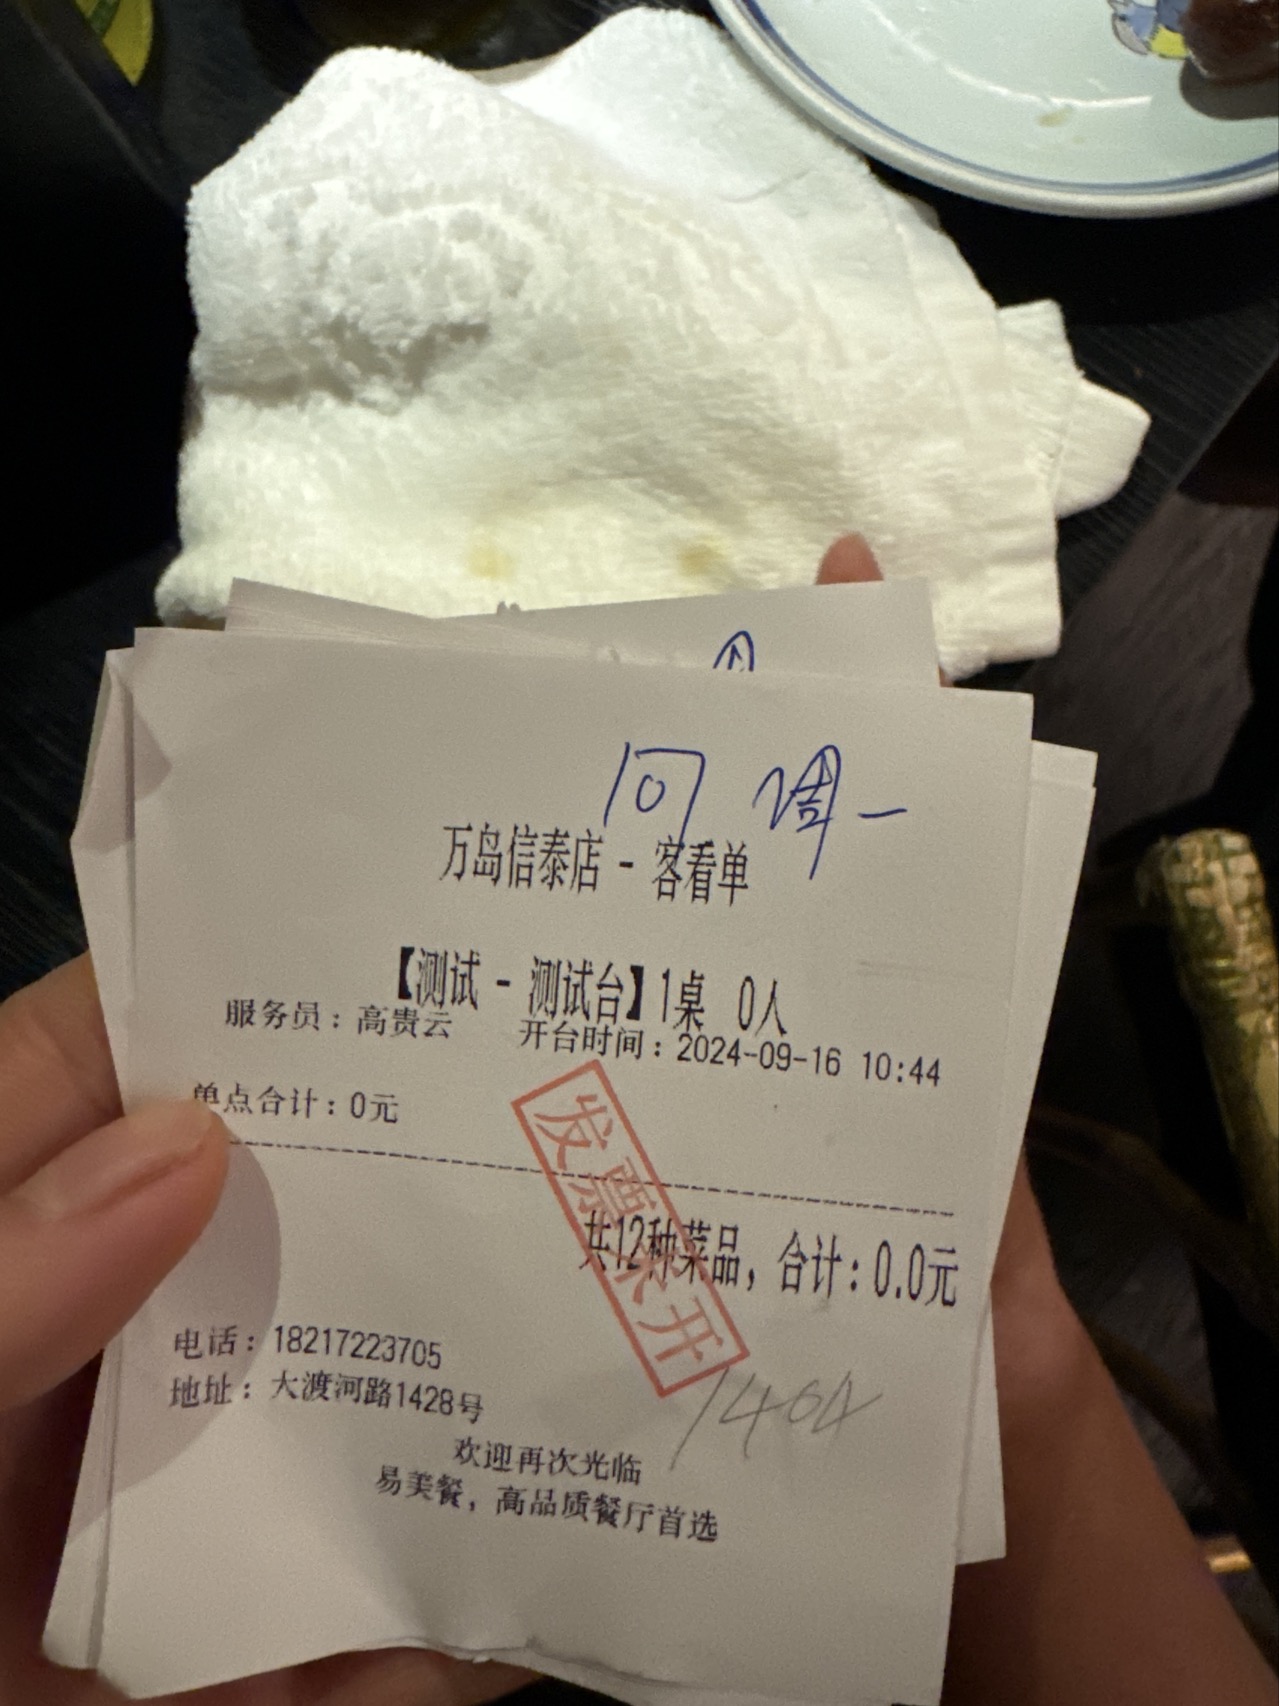 回 调一
万岛信泰店 - 客看单
【测试 - 测试台】1桌 0人
服务员：高贵云 开台时间：2024-09-16 10:44
单点合计：0元
发票未开
共12种菜品，合计：0.0元
电话：18217223705
1404
地址：大渡河路1428号
欢迎再次光临
易美餐，高品质餐厅首选